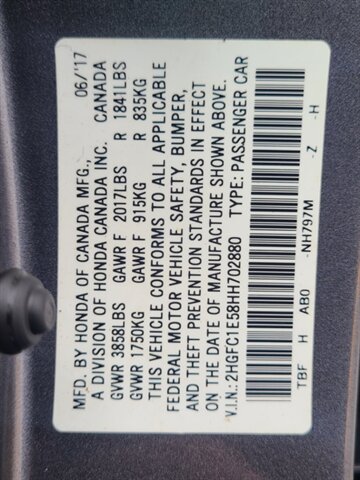 MFD. BY HONDA OF CANADA MFG., 06/'17
A DIVISION OF HONDA CANADA INC. CANADA
GVWR 3858LBS GAWR F 2017LBS R 1841LBS
GVWR 1750KG GAWR F 915KG R 835KG
THIS VEHICLE CONFORMS TO ALL APPLICABLE
FEDERAL MOTOR VEHICLE SAFETY, BUMPER,
AND THEFT PREVENTION STANDARDS IN EFFECT
ON THE DATE OF MANUFACTURE SHOWN ABOVE.
V.I.N.: 2HGFC1E58HH702880 TYPE: PASSENGER CAR
TBF H AB0 -NH797M -Z -H